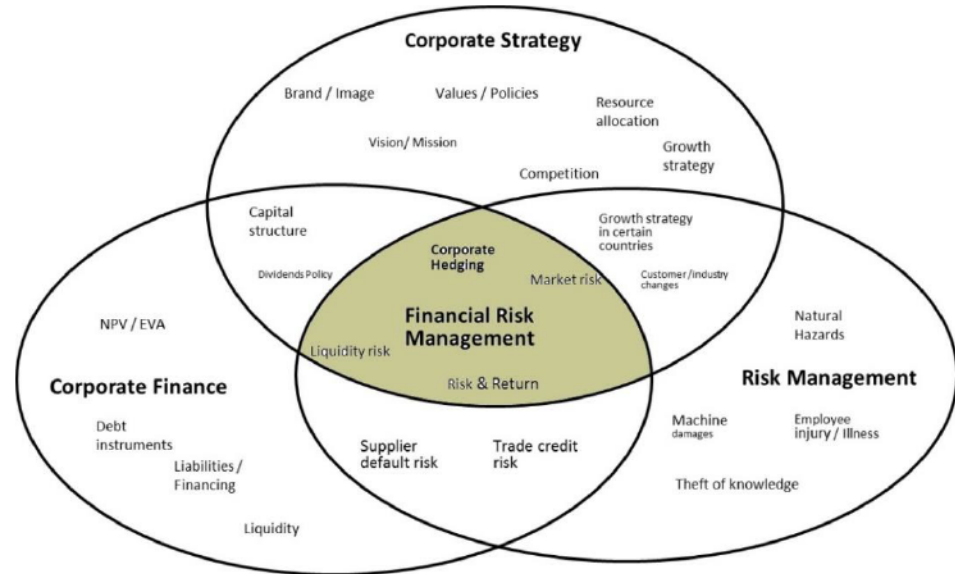 Corporate Strategy
Brand / Image
Values / Policies
Resource
allocation
Vision/ Mission
Growth
strategy
Competition
Capital
structure
Dividends Policy
Corporate
Hedging
Market risk
Growth strategy
in certain
countries
Customer /industry
changes
Financial Risk
Management
Liquidity risk
Risk & Return
NPV / EVA
Corporate Finance
Debt
instruments
Liabilities /
Financing
Liquidity
Supplier
default risk
Trade credit
risk
Natural
Hazards
Risk Management
Machine
damages
Employee
injury / Illness
Theft of knowledge